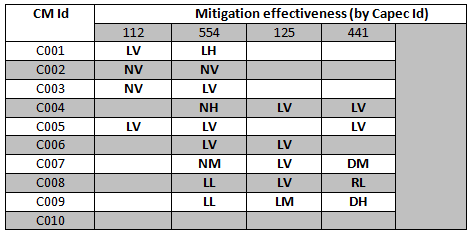 CM Id Mitigation effectiveness (by Capec Id)
112 554 125 441
C001 LV LH
C002 NV NV
C003 NV LV
C004 NH LV LV
C005 LV LV LV
C006 LV LV
C007 NM LV DM
C008 LL LV RL
C009 LL LM DH
C010